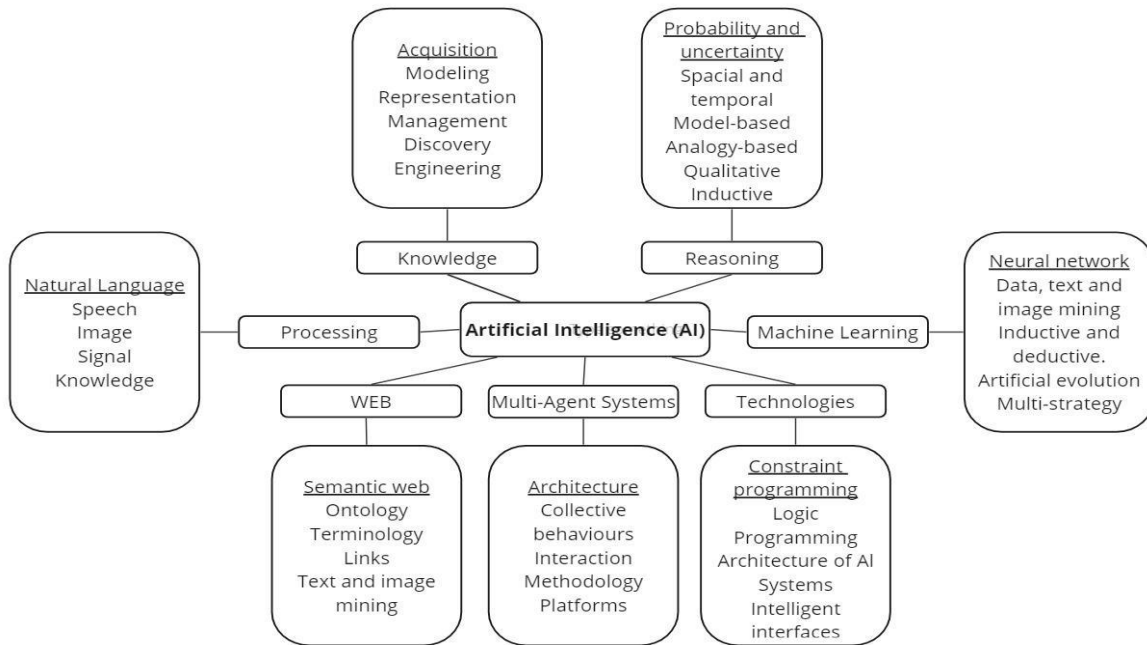 Acquisition
Modeling
Representation
Management
Discovery
Engineering
Probability and
uncertainty
Spacial and
temporal
Model-based
Analogy-based
Qualitative
Inductive
Knowledge
Reasoning
Natural Language
Speech
Image
Signal
Knowledge
Processing
Artificial Intelligence (AI)
Machine Learning
Neural network
Data, text and
image mining
Inductive and
deductive.
Artificial evolution
Multi-strategy
WEB
Multi-Agent Systems
Technologies
Semantic web
Ontology
Terminology
Links
Text and image
mining
Architecture
Collective
behaviours
Interaction
Methodology
Platforms
Constraint
programming
Logic
Programming
Architecture of AI
Systems
Intelligent
interfaces